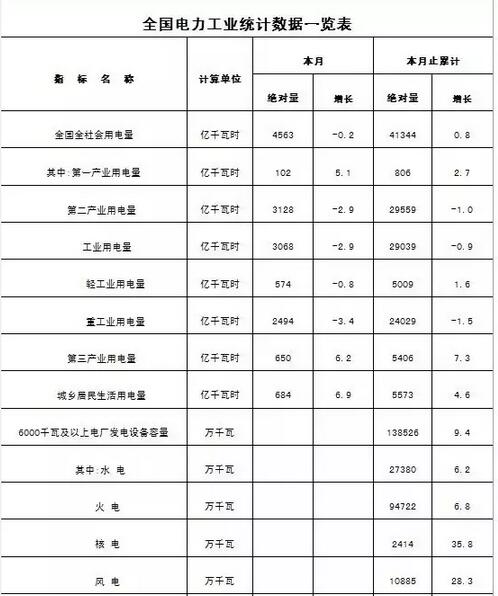 全国电力工业统计数据一览表
指 标 名 称 计算单位 本月 本月止累计
绝对量 增长 绝对量 增长
全国全社会用电量 亿千瓦时 4563 -0.2 41344 0.8
其中:第一产业用电量 亿千瓦时 102 5.1 806 2.7
第二产业用电量 亿千瓦时 3128 -2.9 29559 -1.0
工业用电量 亿千瓦时 3068 -2.9 29039 -0.9
轻工业用电量 亿千瓦时 574 -0.8 5009 1.6
重工业用电量 亿千瓦时 2494 -3.4 24029 -1.5
第三产业用电量 亿千瓦时 650 6.2 5406 7.3
城乡居民生活用电量 亿千瓦时 684 6.9 5573 4.6
6000千瓦及以上电厂发电设备容量 万千瓦 138526 9.4
其中:水 电 万千瓦 27380 6.2
火 电 万千瓦 94722 6.8
核 电 万千瓦 2414 35.8
风 电 万千瓦 10885 28.3